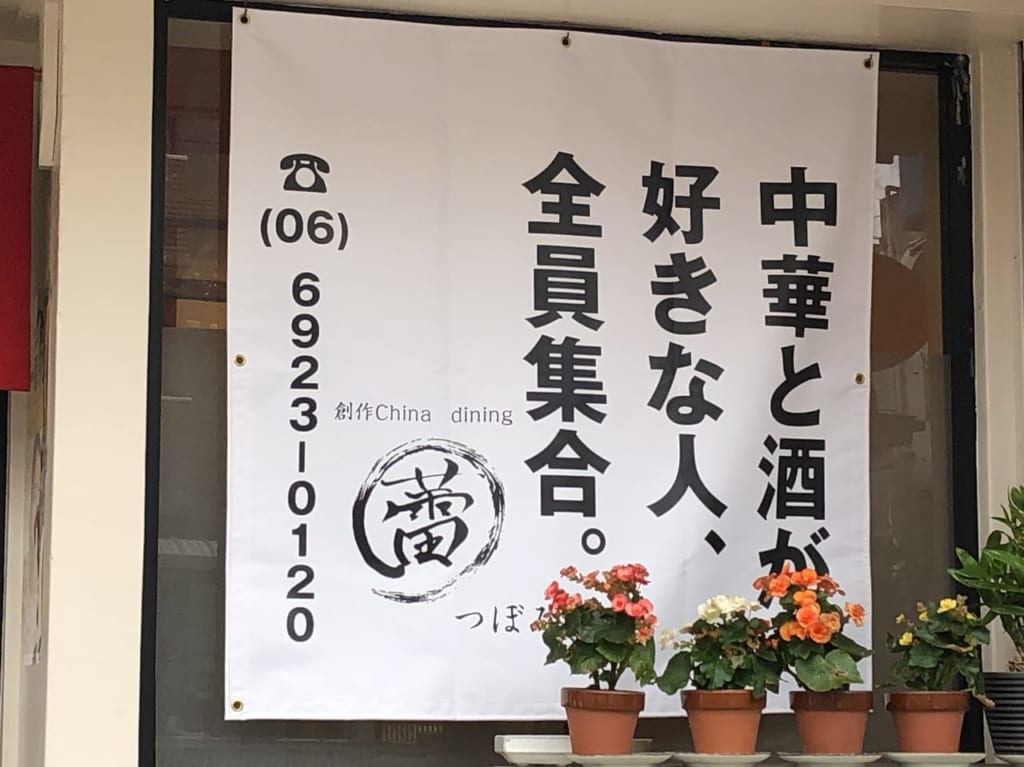 中華と酒が
好きな人、
全員集合。
創作China dining
蕾
つぼみ
☎
(06)
6923-0120